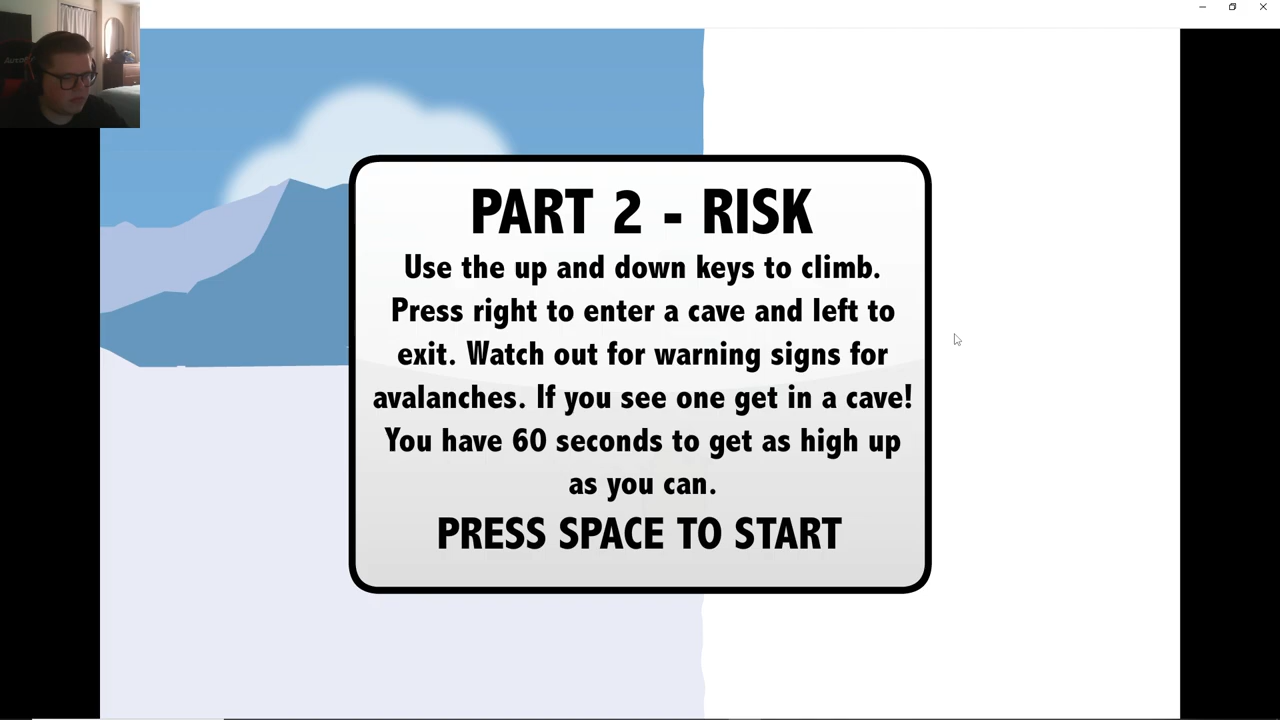 PART 2 - RISK
Use the up and down keys to climb.
Press right to enter a cave and left to
exit. Watch out for warning signs for
avalanches. If you see one get in a cave!
You have 60 seconds to get as high up
as you can.
PRESS SPACE TO START